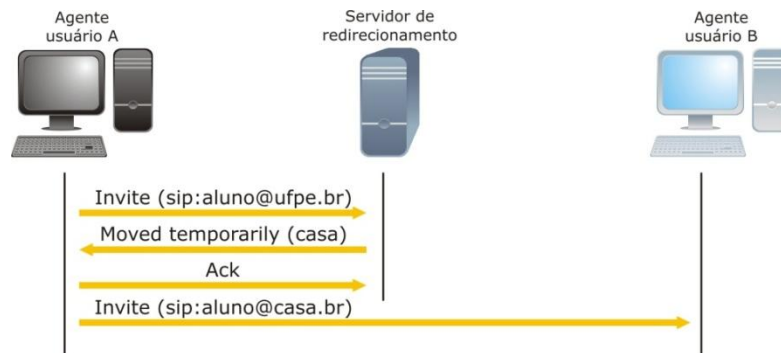 Agente
usuário A
Servidor de
redirecionamento
Agente
usuário B
Invite (sip:aluno@ufpe.br)
Moved temporarily (casa)
Ack
Invite (sip:aluno@casa.br)